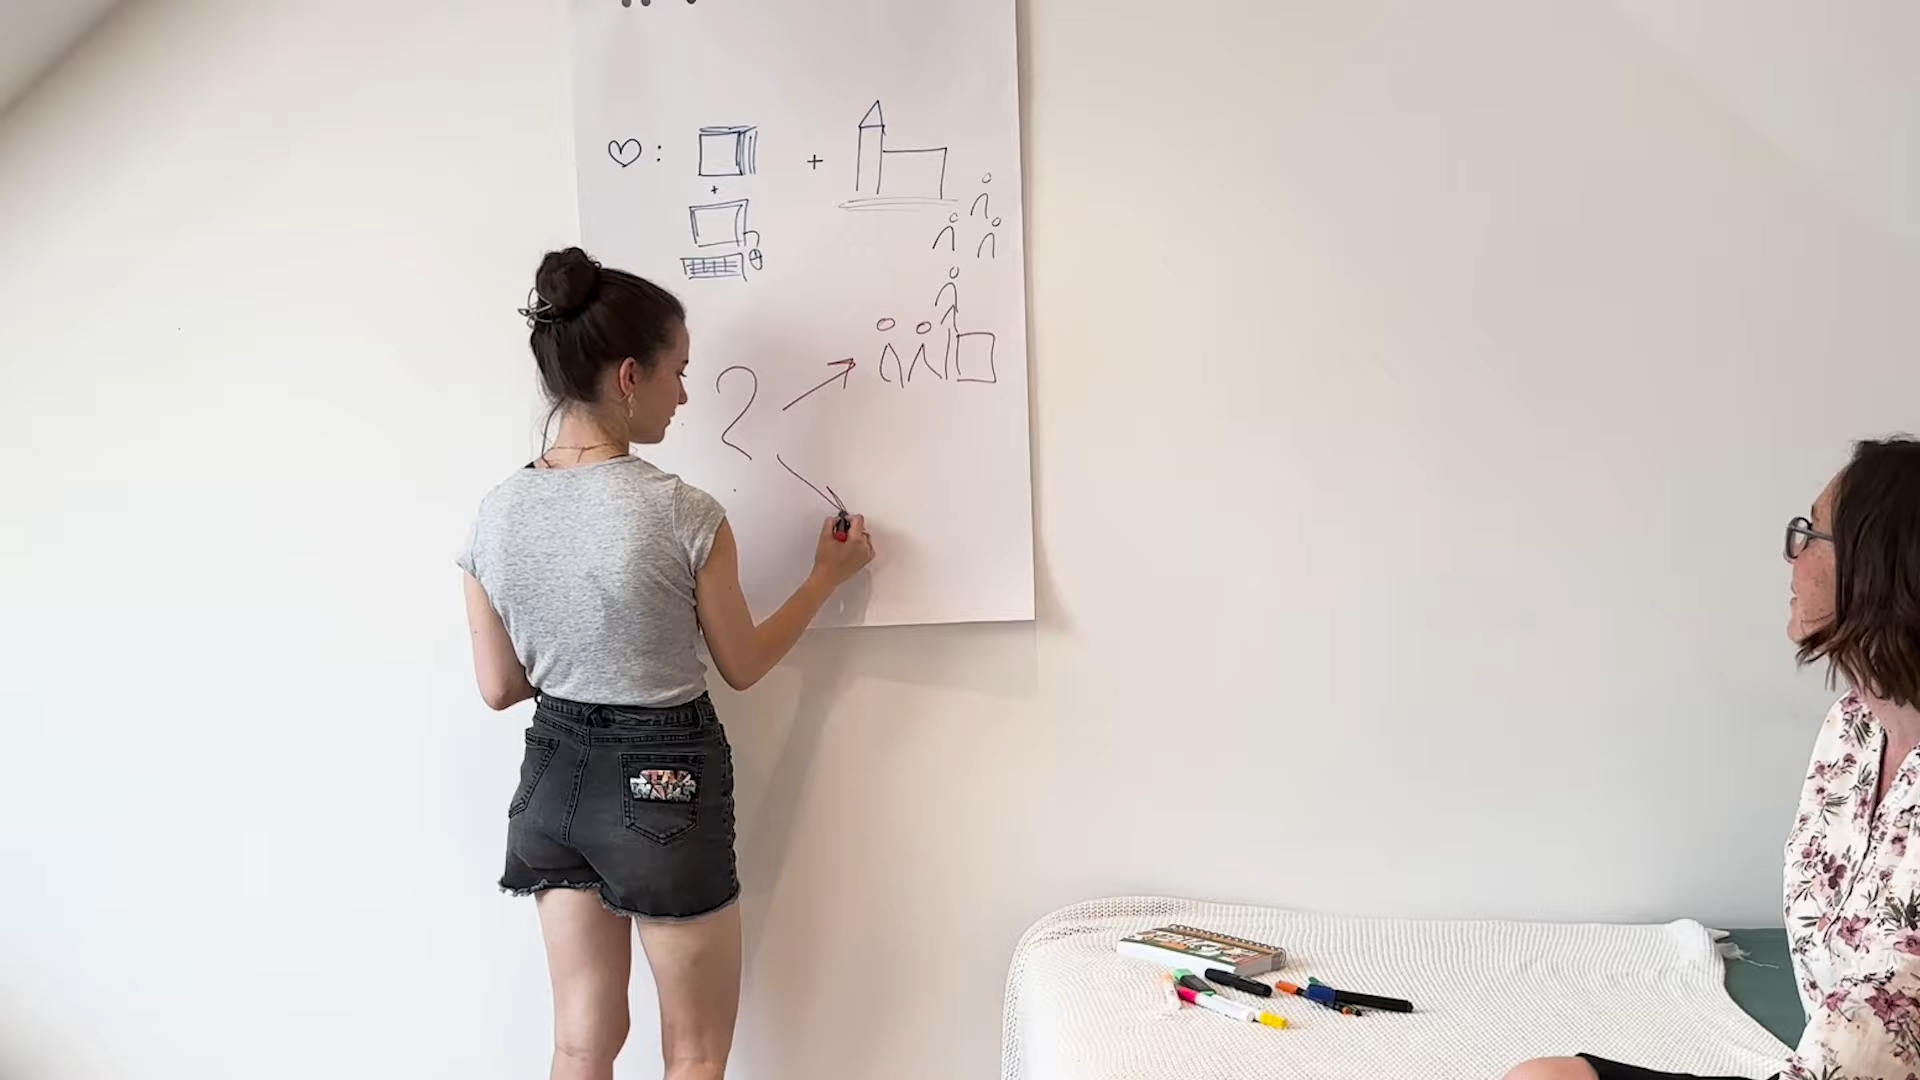 ♡ : +
+
?
STAR
WARS